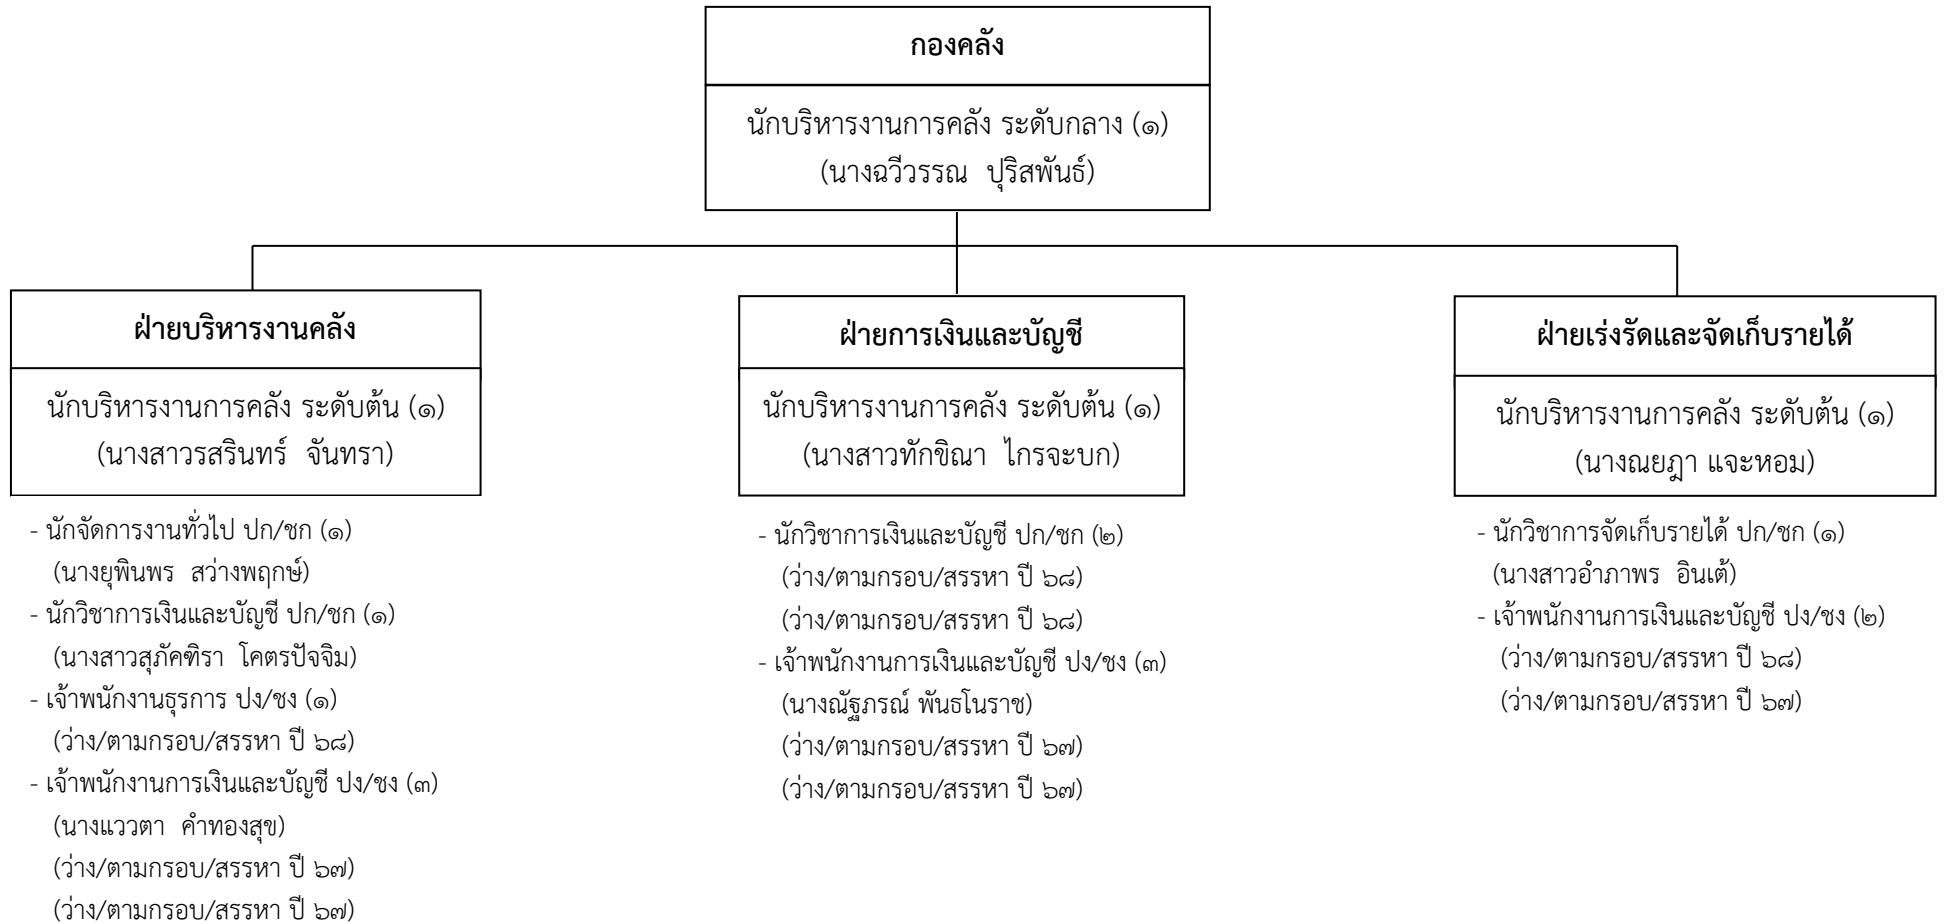 กองคลัง
นักบริหารงานการคลัง ระดับกลาง (๑)
(นางฉวีวรรณ ปุริสพันธ์)
ฝ่ายบริหารงานคลัง
นักบริหารงานการคลัง ระดับต้น (๑)
(นางสาวรสรินทร์ จันทรา)
- นักจัดการงานทั่วไป ปก/ชก (๑)
(นางยุพินพร สว่างพฤกษ์)
- นักวิชาการเงินและบัญชี ปก/ชก (๑)
(นางสาวสุภัคฑิรา โคตรปัจจิม)
- เจ้าพนักงานธุรการ ปง/ชง (๑)
(ว่าง/ตามกรอบ/สรรหา ปี ๖๘)
- เจ้าพนักงานการเงินและบัญชี ปง/ชง (๓)
(นางแววตา คำทองสุข)
(ว่าง/ตามกรอบ/สรรหา ปี ๖๗)
(ว่าง/ตามกรอบ/สรรหา ปี ๖๗)
ฝ่ายการเงินและบัญชี
นักบริหารงานการคลัง ระดับต้น (๑)
(นางสาวทักขิณา ไกรจะบก)
- นักวิชาการเงินและบัญชี ปก/ชก (๒)
(ว่าง/ตามกรอบ/สรรหา ปี ๖๘)
(ว่าง/ตามกรอบ/สรรหา ปี ๖๘)
- เจ้าพนักงานการเงินและบัญชี ปง/ชง (๓)
(นางณัฐภรณ์ พันธโนราช)
(ว่าง/ตามกรอบ/สรรหา ปี ๖๗)
(ว่าง/ตามกรอบ/สรรหา ปี ๖๗)
ฝ่ายเร่งรัดและจัดเก็บรายได้
นักบริหารงานการคลัง ระดับต้น (๑)
(นางณยฎา แจะหอม)
- นักวิชาการจัดเก็บรายได้ ปก/ชก (๑)
(นางสาวอำภาพร อินเต้)
- เจ้าพนักงานการเงินและบัญชี ปง/ชง (๒)
(ว่าง/ตามกรอบ/สรรหา ปี ๖๘)
(ว่าง/ตามกรอบ/สรรหา ปี ๖๗)